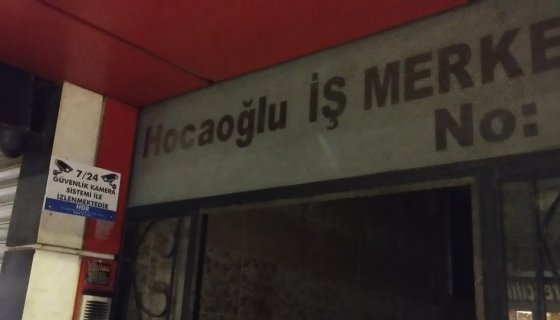 Hocaoğlu İŞ MERKE
No:
7/24
GÜVENLİK KAMERA
SİSTEMİ İLE
İZLENMEKTEDİR